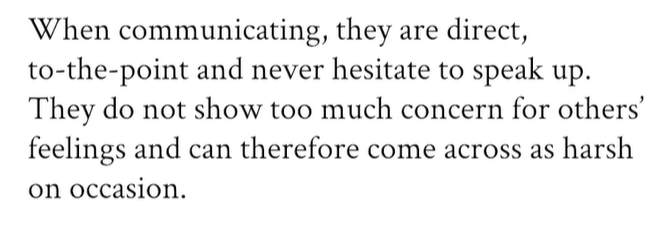 When communicating, they are direct,
to-the-point and never hesitate to speak up.
They do not show too much concern for others’
feelings and can therefore come across as harsh
on occasion.